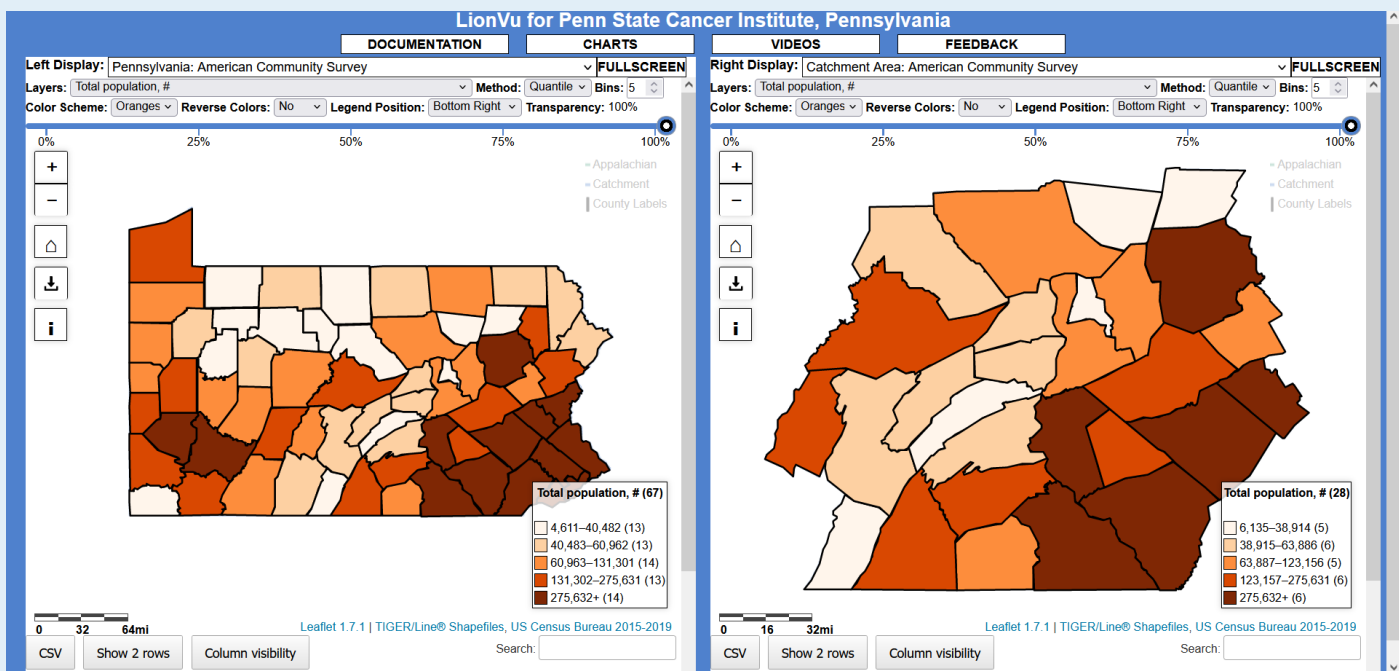 LionVu for Penn State Cancer Institute, Pennsylvania
DOCUMENTATION CHARTS VIDEOS FEEDBACK
Left Display: Pennsylvania: American Community Survey FULLSCREEN
Layers: Total population, # Method: Quantile Bins: 5
Color Scheme: Oranges Reverse Colors: No Legend Position: Bottom Right Transparency: 100%
0% 25% 50% 75% 100%
+
−
Appalachian
Catchment
County Labels
i
Total population, # (67)
4,611–40,482 (13)
40,483–60,962 (13)
60,963–131,301 (14)
131,302–275,631 (13)
275,632+ (14)
0 32 64mi
Leaflet 1.7.1 | TIGER/Line® Shapefiles, US Census Bureau 2015-2019
CSV Show 2 rows Column visibility Search:
Right Display: Catchment Area: American Community Survey FULLSCREEN
Layers: Total population, # Method: Quantile Bins: 5
Color Scheme: Oranges Reverse Colors: No Legend Position: Bottom Right Transparency: 100%
0% 25% 50% 75% 100%
+
−
Appalachian
Catchment
County Labels
i
Total population, # (28)
6,135–38,914 (5)
38,915–63,886 (6)
63,887–123,156 (5)
123,157–275,631 (6)
275,632+ (6)
0 16 32mi
Leaflet 1.7.1 | TIGER/Line® Shapefiles, US Census Bureau 2015-2019
CSV Show 2 rows Column visibility Search: